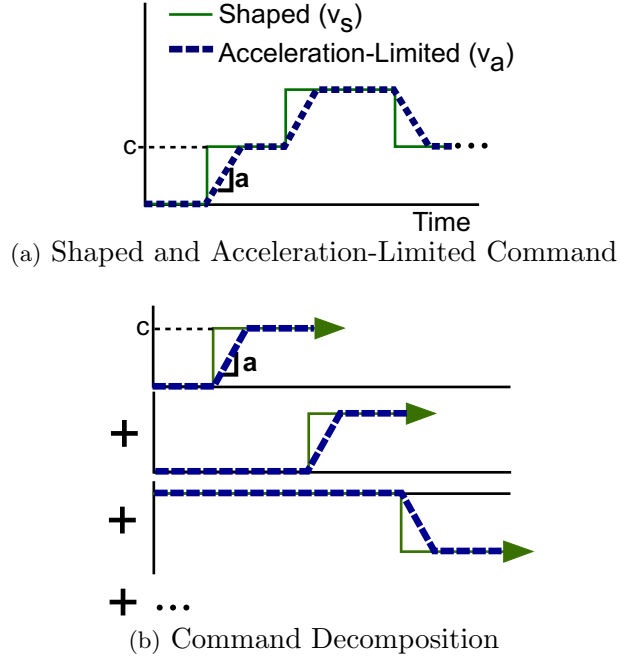 Shaped (vs)
Acceleration-Limited (va)
c
a
...
Time
(a) Shaped and Acceleration-Limited Command
c
a
+
+
+ ...
(b) Command Decomposition